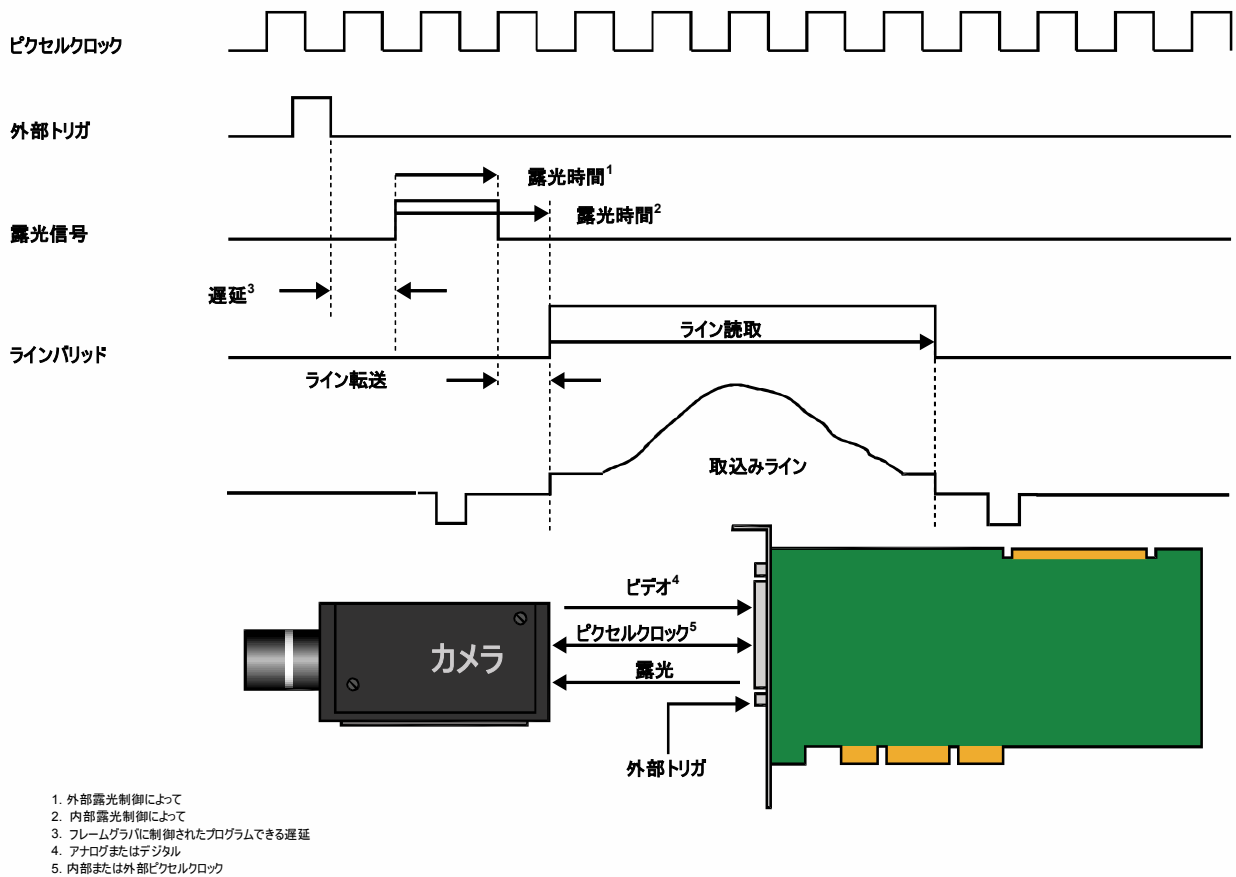 ピクセルクロック
外部トリガ
露光時間1
露光時間2
露光信号
遅延3
ライン読取
ラインバリッド
ライン転送
取込みライン
ビデオ4
ピクセルクロック5
カメラ
露光
外部トリガ
1. 外部露光制御によって
2. 内部露光制御によって
3. フレームグラバに制御されたプログラムできる遅延
4. アナログまたはデジタル
5. 内部または外部ピクセルクロック